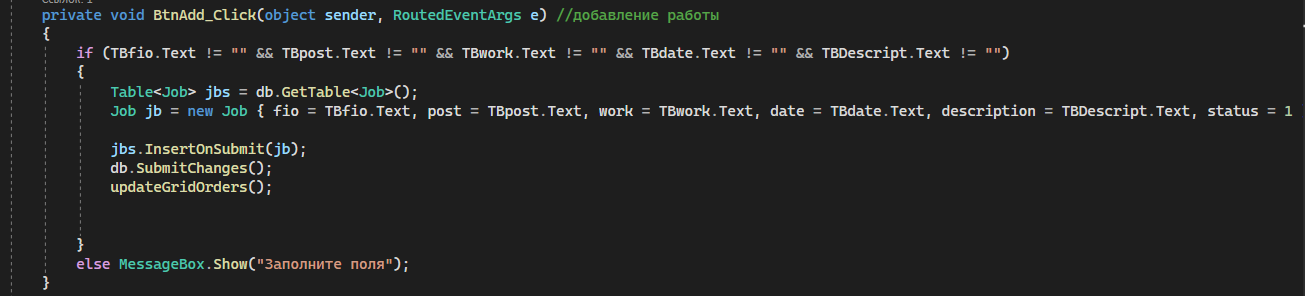 Ссылок: 1
private void BtnAdd_Click(object sender, RoutedEventArgs e) //добавление работы
{
if (TBfio.Text != "" && TBpost.Text != "" && TBwork.Text != "" && TBdate.Text != "" && TBDescript.Text != "")
{
Table<Job> jbs = db.GetTable<Job>();
Job jb = new Job { fio = TBfio.Text, post = TBpost.Text, work = TBwork.Text, date = TBdate.Text, description = TBDescript.Text, status = 1
jbs.InsertOnSubmit(jb);
db.SubmitChanges();
updateGridOrders();
}
else MessageBox.Show("Заполните поля");
}